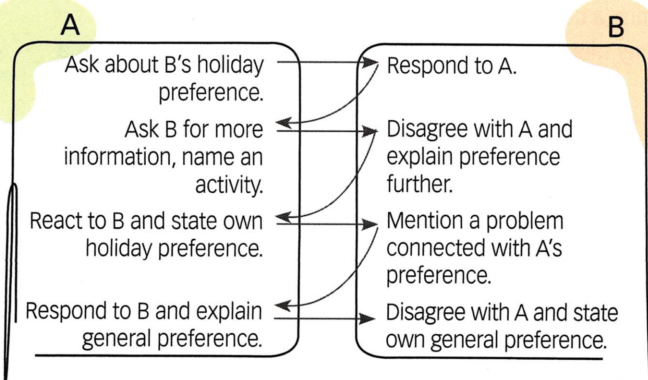 A
B
Ask about B's holiday
preference.
Respond to A.
Ask B for more
information, name an
activity.
Disagree with A and
explain preference
further.
React to B and state own
holiday preference.
Mention a problem
connected with A's
preference.
Respond to B and explain
general preference.
Disagree with A and state
own general preference.